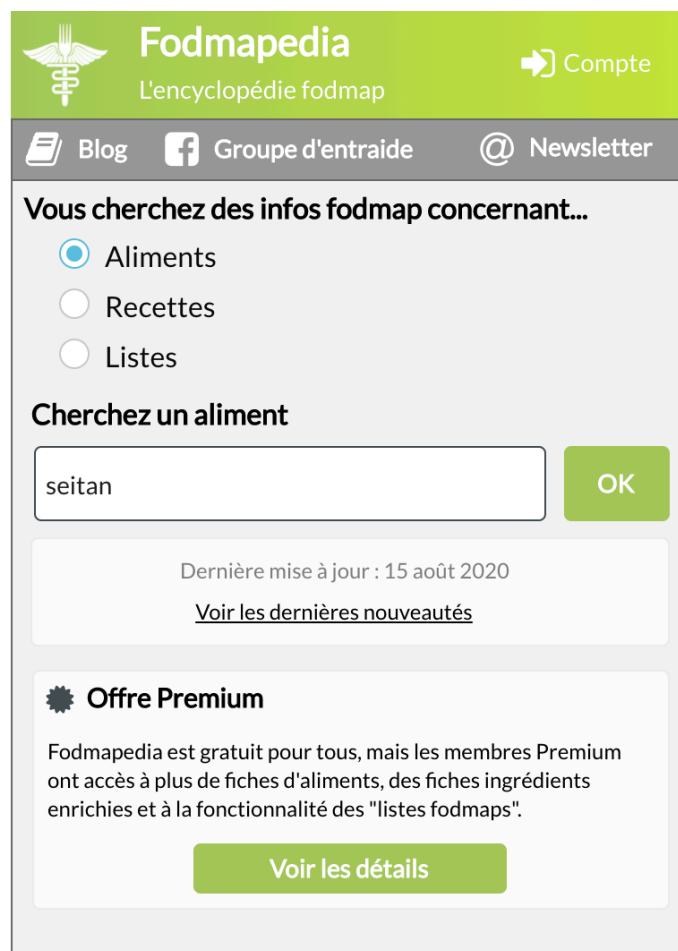 Fodmapedia
L'encyclopédie fodmap
Compte
Blog
Groupe d'entraide
Newsletter
Vous cherchez des infos fodmap concernant...
Aliments
Recettes
Listes
Cherchez un aliment
seitan
OK
Dernière mise à jour : 15 août 2020
Voir les dernières nouveautés
Offre Premium
Fodmapedia est gratuit pour tous, mais les membres Premium
ont accès à plus de fiches d'aliments, des fiches ingrédients
enrichies et à la fonctionnalité des "listes fodmaps".
Voir les détails